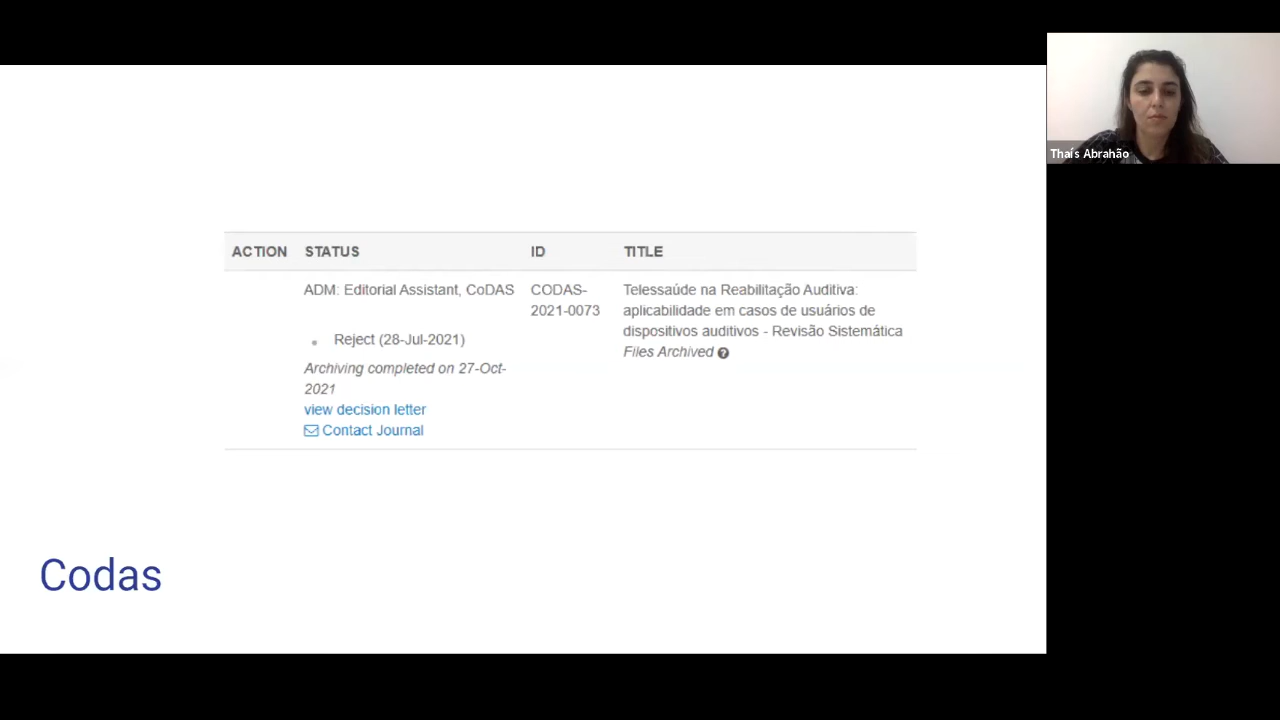 Thaís Abrahão
ACTION STATUS ID TITLE
ADM: Editorial Assistant, CoDAS
Reject (28-Jul-2021)
Archiving completed on 27-Oct-
2021
view decision letter
Contact Journal
CODAS-
2021-0073
Telessaúde na Reabilitação Auditiva:
aplicabilidade em casos de usuários de
dispositivos auditivos - Revisão Sistemática
Files Archived
Codas